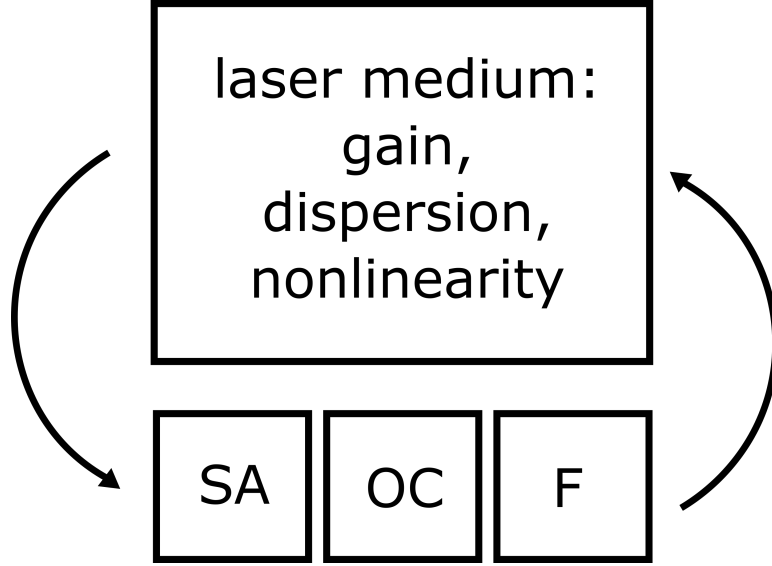 laser medium:
gain,
dispersion,
nonlinearity
SA
OC
F